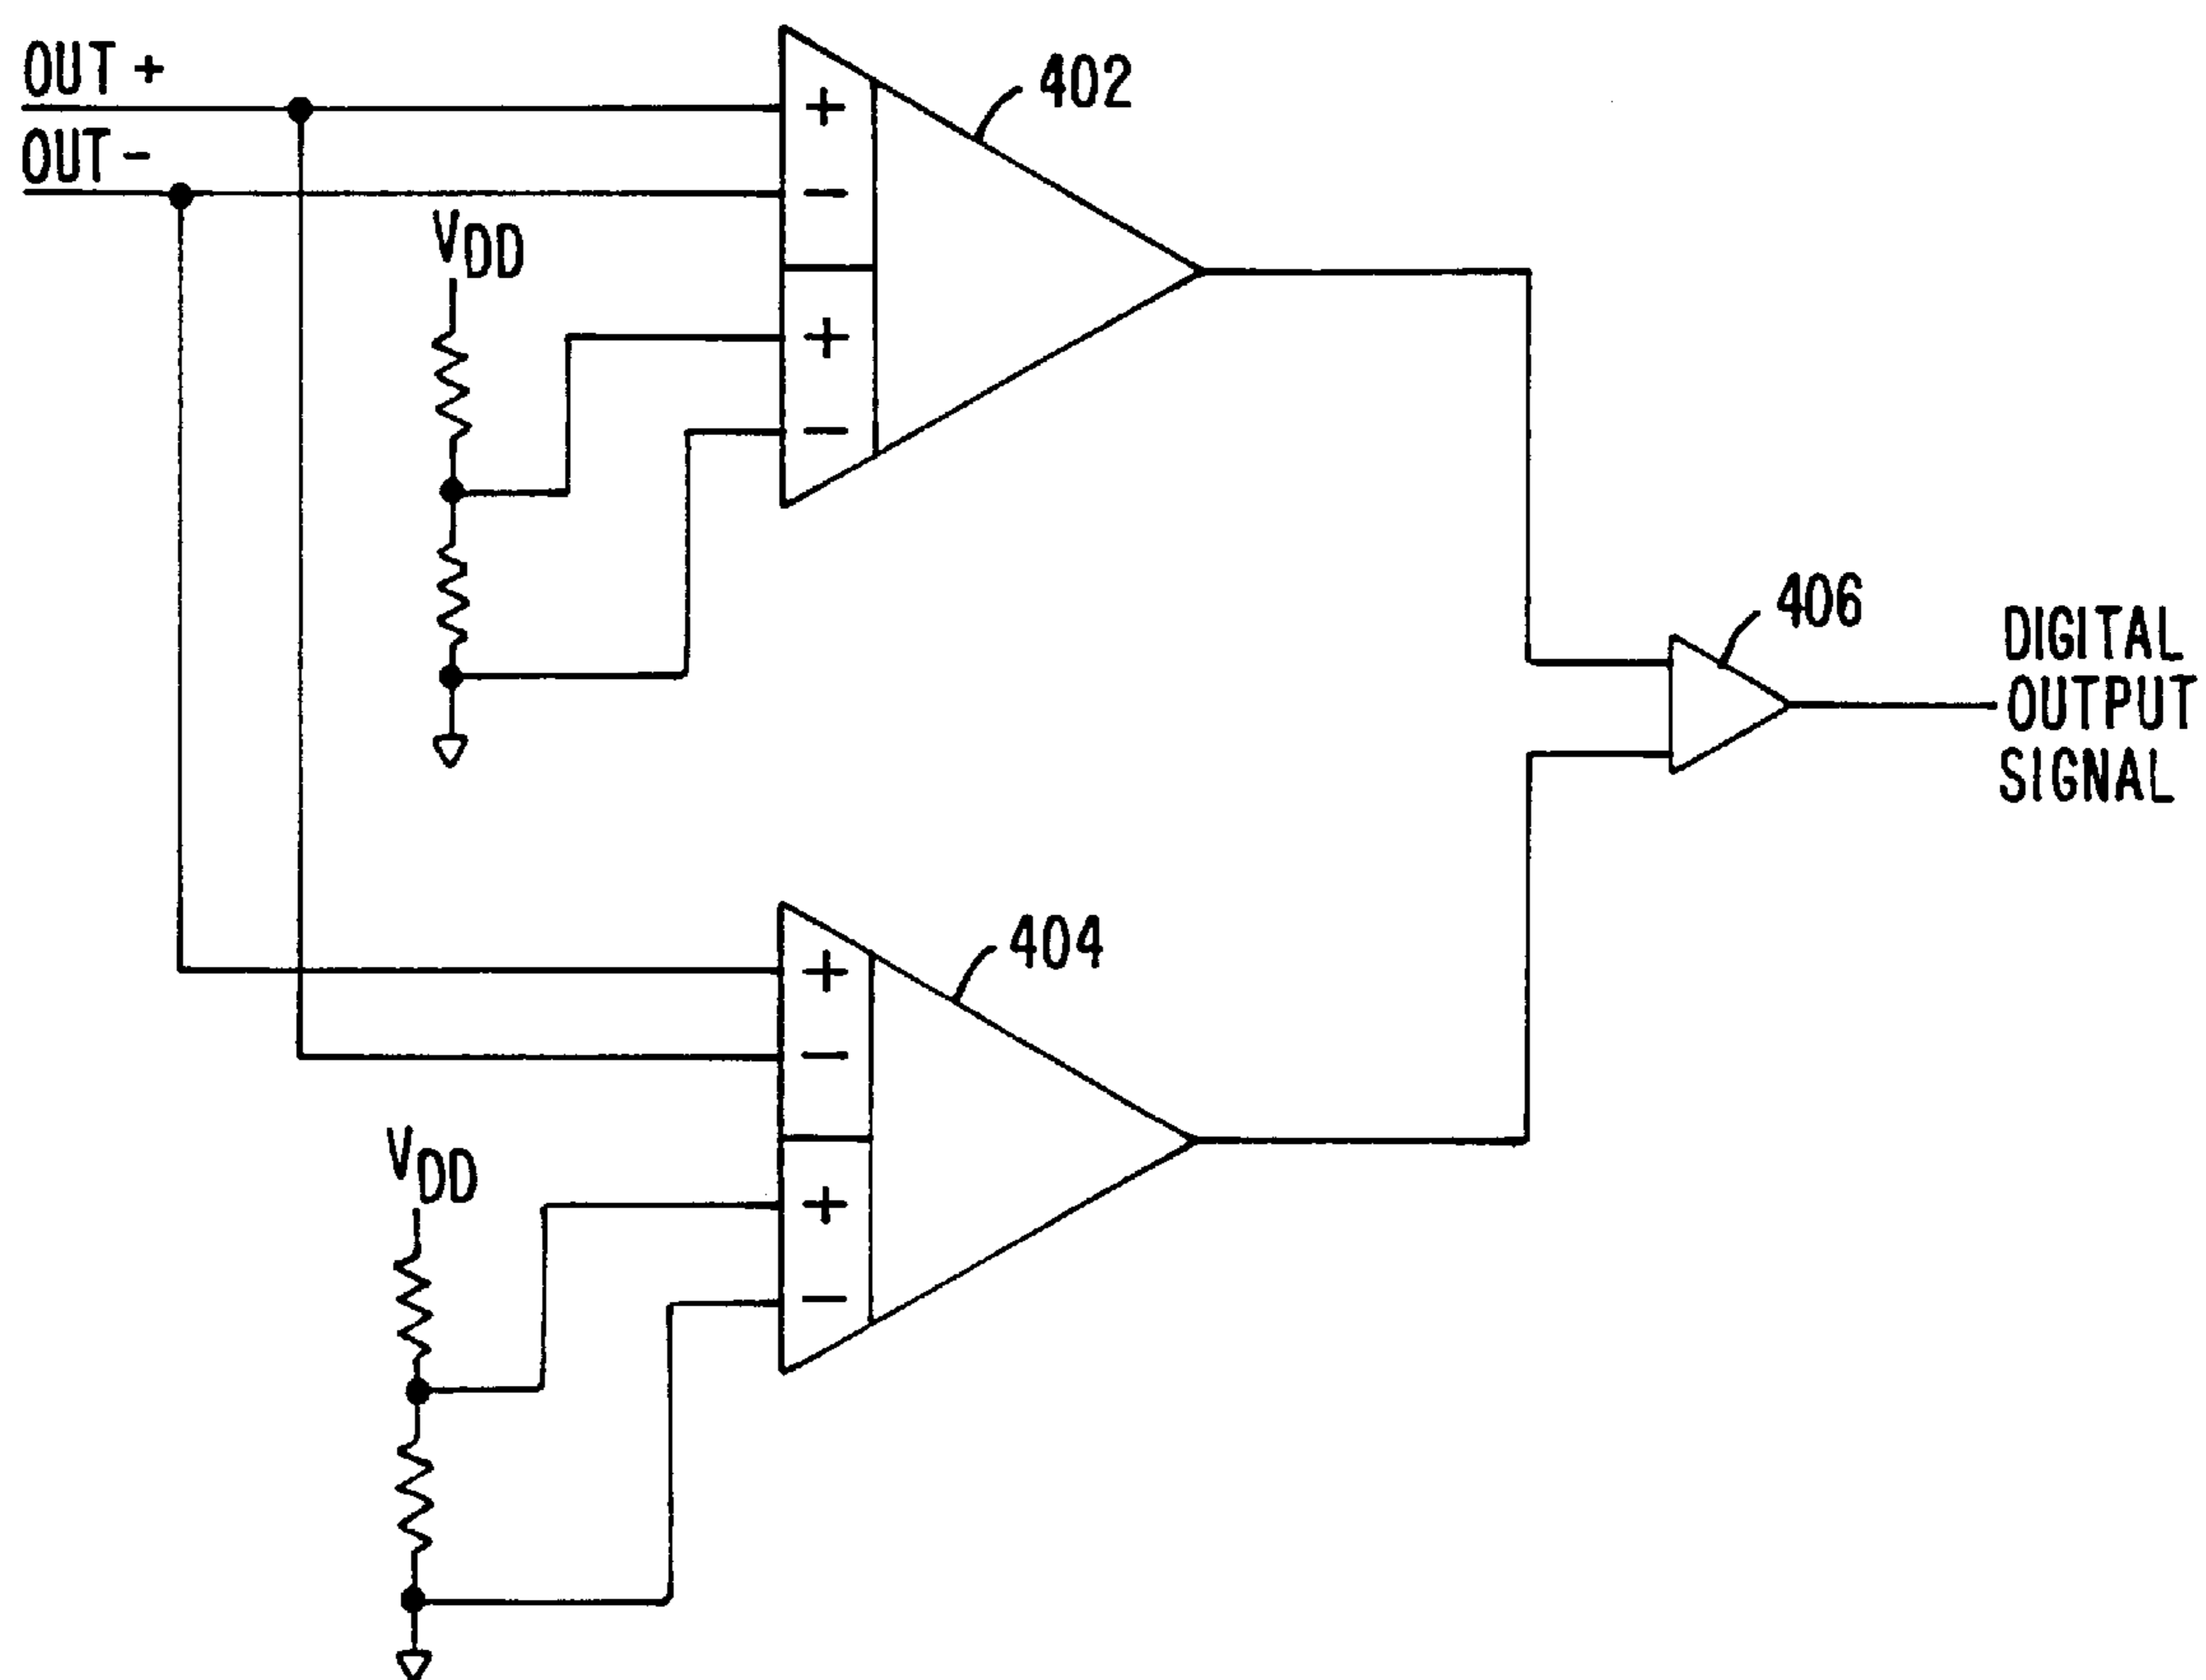 OUT +
OUT -
402
+
-
VDD
+
-
406
DIGITAL
OUTPUT
SIGNAL
404
+
-
VDD
+
-